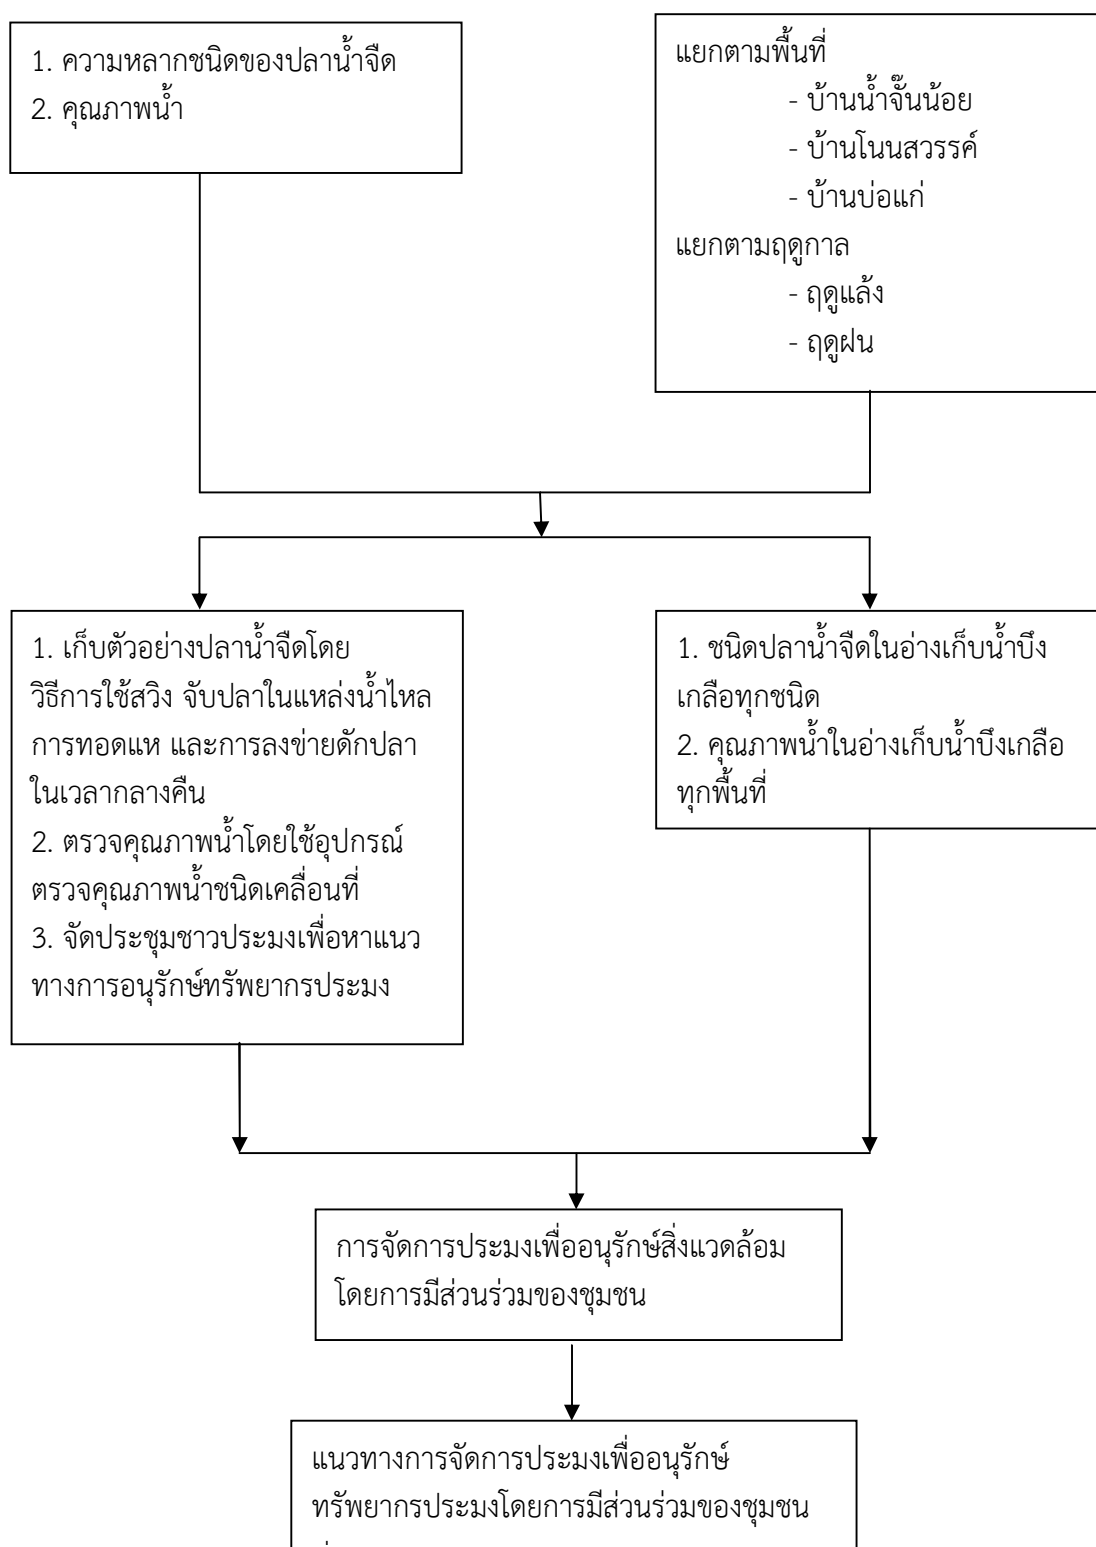 1. ความหลากชนิดของปลาน้ำจืด
2. คุณภาพน้ำ
แยกตามพื้นที่
- บ้านน้ำจั๊นน้อย
- บ้านโนนสวรรค์
- บ้านบ่อแก่
แยกตามฤดูกาล
- ฤดูแล้ง
- ฤดูฝน
1. เก็บตัวอย่างปลาน้ำจืดโดย
วิธีการใช้สวิง จับปลาในแหล่งน้ำไหล
การทอดแห และการลงข่ายดักปลา
ในเวลากลางคืน
2. ตรวจคุณภาพน้ำโดยใช้อุปกรณ์
ตรวจคุณภาพน้ำชนิดเคลื่อนที่
3. จัดประชุมชาวประมงเพื่อหาแนว
ทางการอนุรักษ์ทรัพยากรประมง
1. ชนิดปลาน้ำจืดในอ่างเก็บน้ำบึง
เกลือทุกชนิด
2. คุณภาพน้ำในอ่างเก็บน้ำบึงเกลือ
ทุกพื้นที่
การจัดการประมงเพื่ออนุรักษ์สิ่งแวดล้อม
โดยการมีส่วนร่วมของชุมชน
แนวทางการจัดการประมงเพื่ออนุรักษ์
ทรัพยากรประมงโดยการมีส่วนร่วมของชุมชน